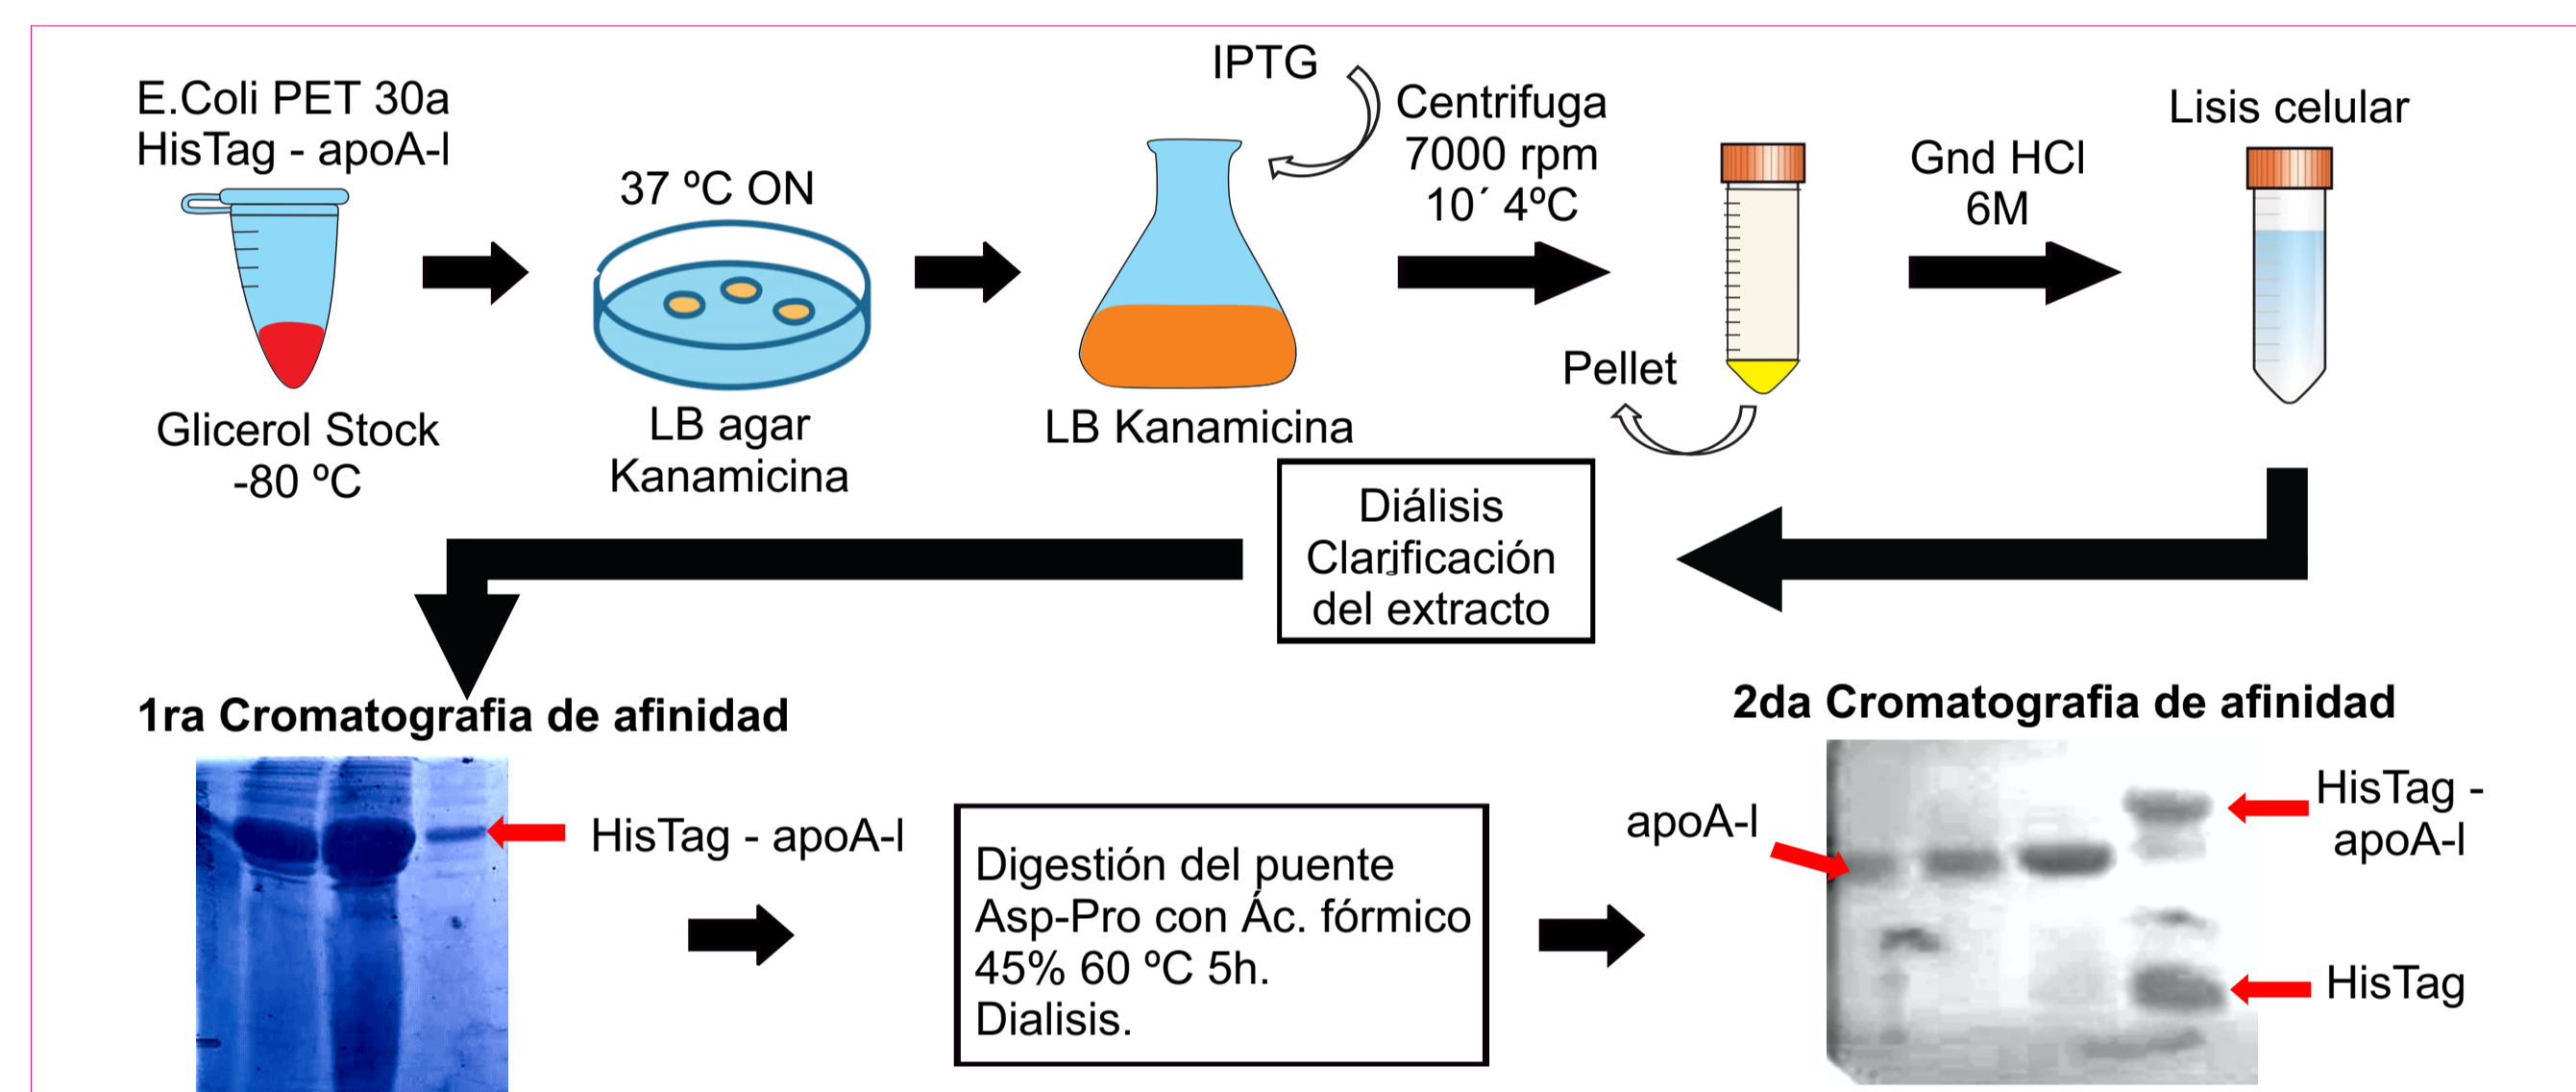 E.Coli PET 30a
HisTag - apoA-I
Glicerol Stock
-80 ºC
37 ºC ON
LB agar
Kanamicina
IPTG
LB Kanamicina
Centrifuga
7000 rpm
10´ 4ºC
Pellet
Gnd HCl
6M
Lisis celular
Diálisis
Clarificación
del extracto
1ra Cromatografia de afinidad
HisTag - apoA-I
Digestión del puente
Asp-Pro con Ác. fórmico
45% 60 ºC 5h.
Dialisis.
2da Cromatografia de afinidad
apoA-I
HisTag -
apoA-I
HisTag